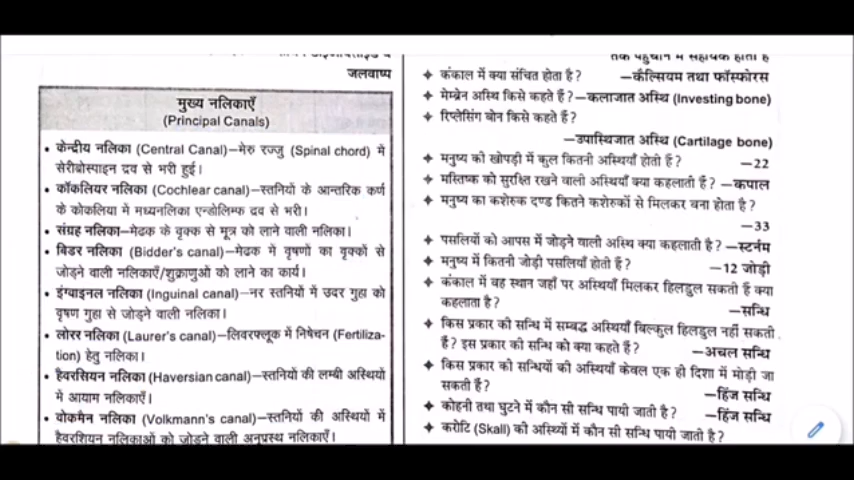 जलवाष्प
मुख्य नलिकाएँ
(Principal Canals)
• केन्द्रीय नलिका (Central Canal)–मेरु रज्जु (Spinal chord) में
सेरीब्रोस्पाइन द्रव से भरी हुई।
• कॉकलियर नलिका (Cochlear canal)–स्तनियों के आन्तरिक कर्ण
के कोकलिया में मध्यनलिका एन्डोलिम्फ द्रव से भरी।
• संग्रह नलिका–मेढक के वृक्क से मूत्र को लाने वाली नलिका।
• बिडर नलिका (Bidder's canal)–मेढक में वृषणों का वृक्कों से
जोड़ने वाली नलिकाएँ/शुक्राणुओं को लाने का कार्य।
• इंग्वाइनल नलिका (Inguinal canal)–नर स्तनियों में उदर गुहा को
वृषण गुहा से जोड़ने वाली नलिका।
• लोरर नलिका (Laurer's canal)–लिवरफ्लूक में निषेचन (Fertiliza-
tion) हेतु नलिका।
• हैवरसियन नलिका (Haversian canal)–स्तनियों की लम्बी अस्थियों
में आयाम नलिकाएँ।
• वोकमैन नलिका (Volkmann's canal)–स्तनियों की अस्थियों में
हैवरशियन नलिकाओं को जोड़ने वाली अनुप्रस्थ नलिकाएँ।
तक पहुँचाने में सहायक होता है
✦ कंकाल में क्या संचित होता है? –कैल्सियम तथा फॉस्फोरस
✦ मेम्ब्रेन अस्थि किसे कहते हैं?–कलाजात अस्थि (Investing bone)
✦ रिप्लेसिंग बोन किसे कहते हैं?
–उपास्थिजात अस्थि (Cartilage bone)
✦ मनुष्य की खोपड़ी में कुल कितनी अस्थियाँ होती हैं? –22
✦ मस्तिष्क को सुरक्षित रखने वाली अस्थियाँ क्या कहलाती हैं? –कपाल
✦ मनुष्य का कशेरुक दण्ड कितने कशेरुकों से मिलकर बना होता है?
–33
✦ पसलियों को आपस में जोड़ने वाली अस्थि क्या कहलाती है?–स्टर्नम
✦ मनुष्य में कितनी जोड़ी पसलियाँ होती हैं? –12 जोड़ी
✦ कंकाल में वह स्थान जहाँ पर अस्थियाँ मिलकर हिलडुल सकती हैं क्या
कहलाता है? –सन्धि
✦ किस प्रकार की सन्धि में सम्बद्ध अस्थियाँ बिल्कुल हिलडुल नहीं सकती
हैं? इस प्रकार की सन्धि को क्या कहते हैं? –अचल सन्धि
✦ किस प्रकार की सन्धियों की अस्थियाँ केवल एक ही दिशा में मोड़ी जा
सकती हैं? –हिंज सन्धि
✦ कोहनी तथा घुटने में कौन सी सन्धि पायी जाती है? –हिंज सन्धि
✦ करोटि (Skall) की अस्थियों में कौन सी सन्धि पायी जाती है?